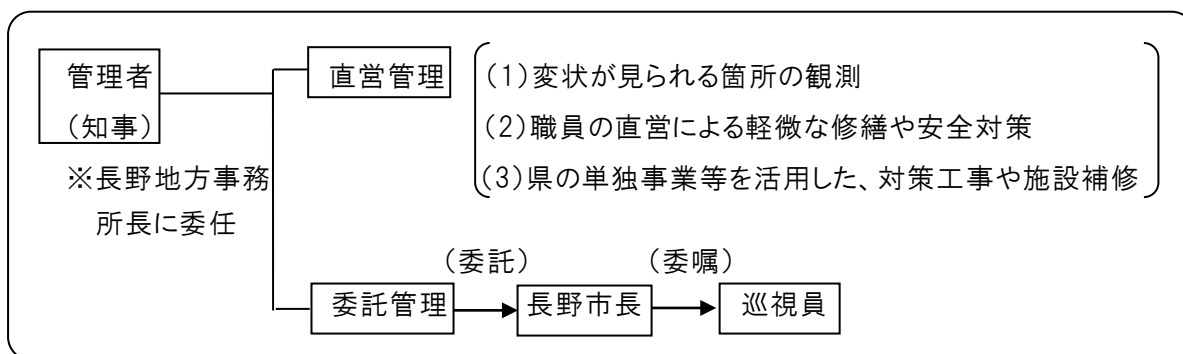 管理者
(知事)
※長野地方事務
所長に委任
直営管理
(1)変状が見られる箇所の観測
(2)職員の直営による軽微な修繕や安全対策
(3)県の単独事業等を活用した、対策工事や施設補修
(委託)
(委嘱)
委託管理
長野市長
巡視員